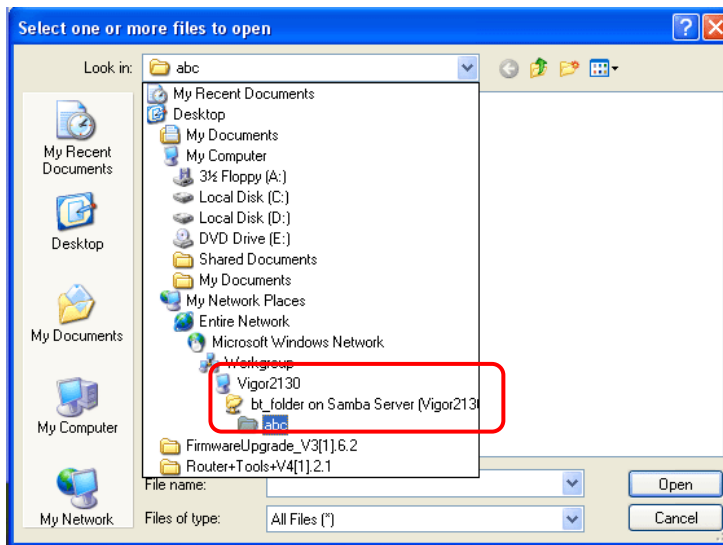 Select one or more files to open
Look in: abc
My Recent Documents
Desktop
My Documents
My Computer
3½ Floppy (A:)
Local Disk (C:)
Local Disk (D:)
DVD Drive (E:)
Shared Documents
My Documents
My Network Places
Entire Network
Microsoft Windows Network
Workgroup
Vigor2130
bt_folder on Samba Server (Vigor213
abc
FirmwareUpgrade_V3[1].6.2
Router+Tools+V4[1].2.1
My Recent
Documents
Desktop
My Documents
My Computer
My Network
File name:
Open
Files of type: All Files (*)
Cancel